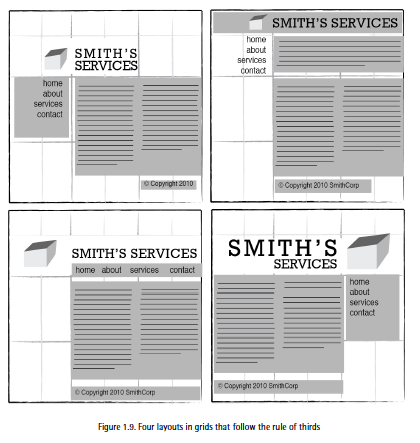 SMITH'S
SERVICES
home
about
services
contact
© Copyright 2010
SMITH'S SERVICES
home
about
services
contact
© Copyright 2010 SmithCorp
SMITH'S SERVICES
home about services contact
© Copyright 2010 SmithCorp
SMITH'S
SERVICES
home
about
services
contact
© Copyright 2010 SmithCorp
Figure 1.9. Four layouts in grids that follow the rule of thirds